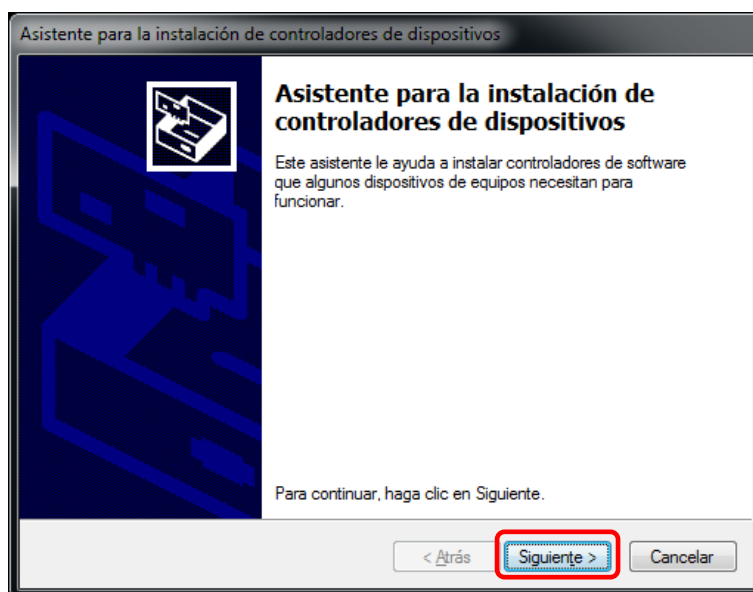 Asistente para la instalación de controladores de dispositivos
Asistente para la instalación de
controladores de dispositivos
Este asistente le ayuda a instalar controladores de software
que algunos dispositivos de equipos necesitan para
funcionar.
Para continuar, haga clic en Siguiente.
< Atrás
Siguiente >
Cancelar